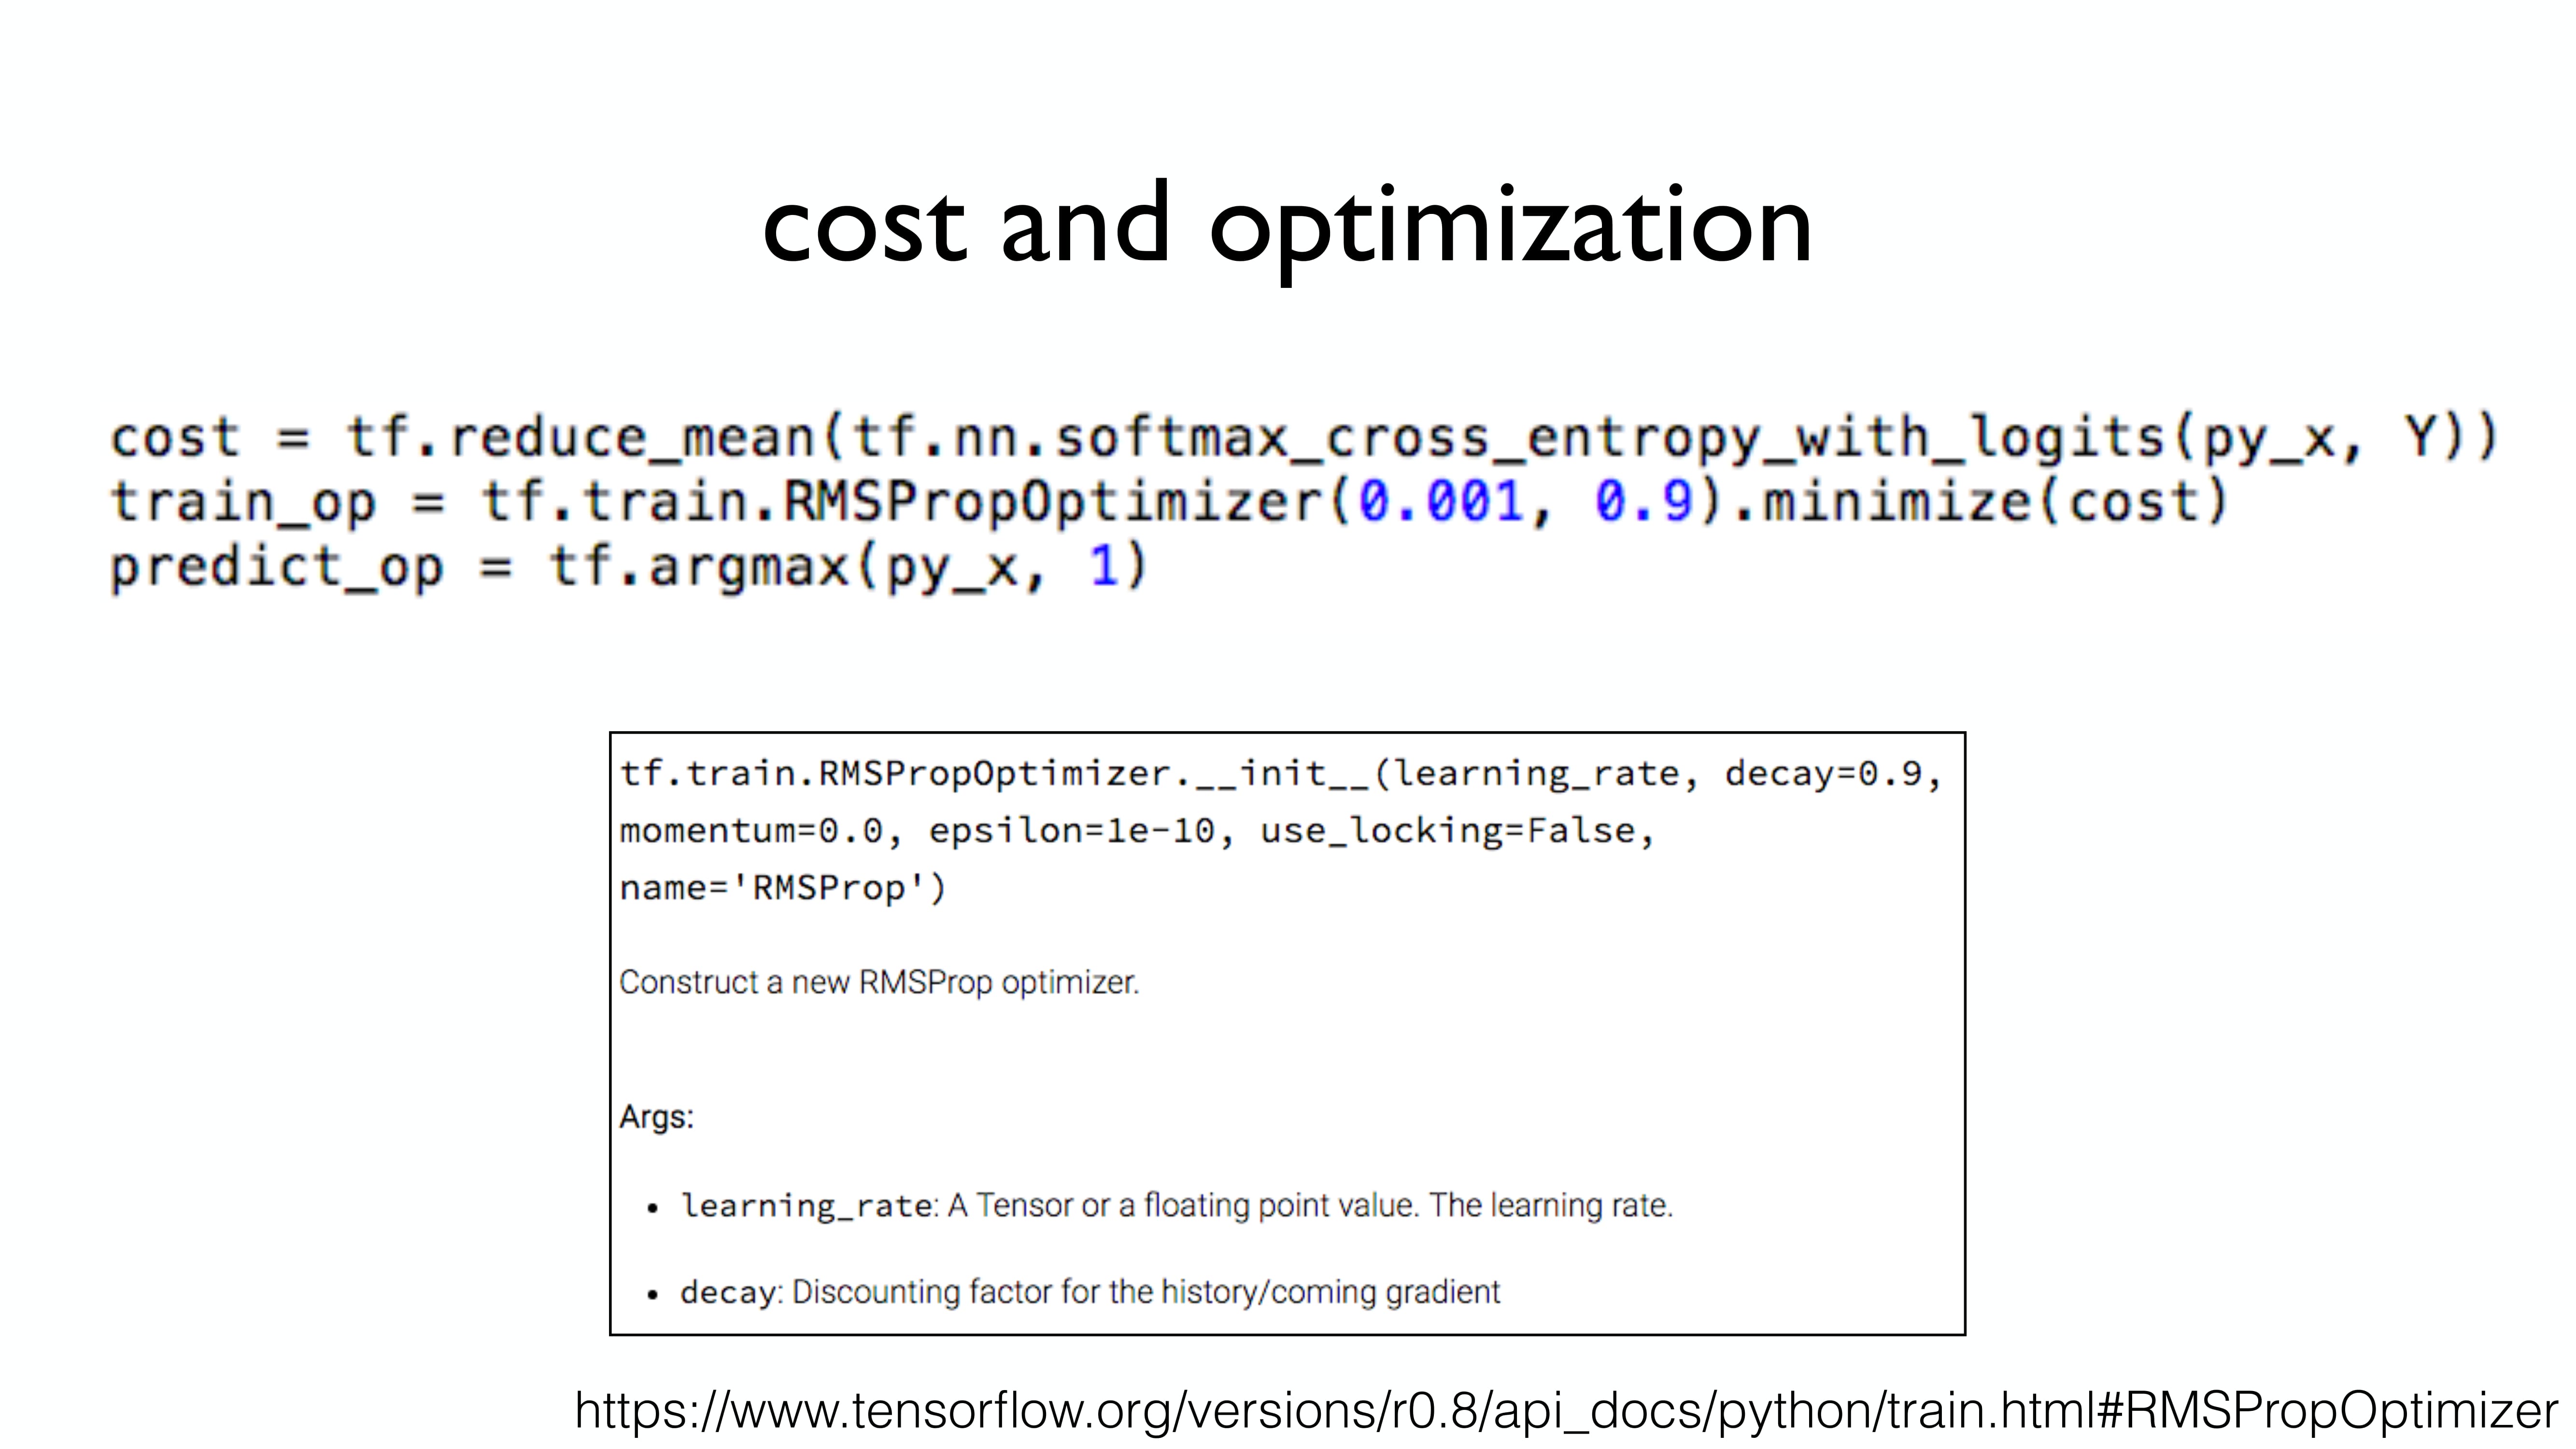 cost and optimization
cost = tf.reduce_mean(tf.nn.softmax_cross_entropy_with_logits(py_x, Y))
train_op = tf.train.RMSPropOptimizer(0.001, 0.9).minimize(cost)
predict_op = tf.argmax(py_x, 1)
tf.train.RMSPropOptimizer.__init__(learning_rate, decay=0.9,
momentum=0.0, epsilon=1e-10, use_locking=False,
name='RMSProp')
Construct a new RMSProp optimizer.
Args:
• learning_rate: A Tensor or a floating point value. The learning rate.
• decay: Discounting factor for the history/coming gradient
https://www.tensorflow.org/versions/r0.8/api_docs/python/train.html#RMSPropOptimizer